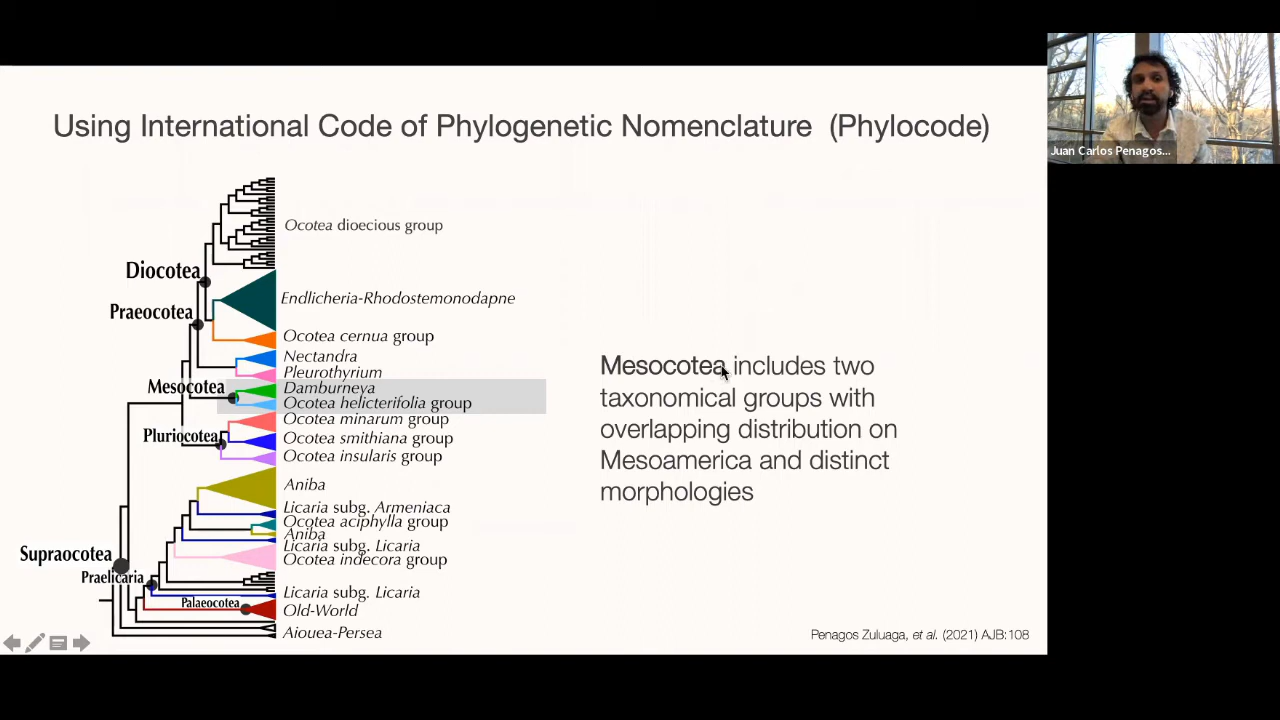 Using International Code of Phylogenetic Nomenclature (Phylocode)
Juan Carlos Penagos...
Ocotea dioecious group
Diocotea
Endlicheria-Rhodostemonodapne
Praeocotea
Ocotea cernua group
Nectandra
Pleurothyrium
Mesocotea
Damburneya
Ocotea helicterifolia group
Ocotea minarum group
Pluriocotea
Ocotea smithiana group
Ocotea insularis group
Aniba
Licaria subg. Armeniaca
Ocotea aciphylla group
Aniba
Licaria subg. Licaria
Supraocotea
Ocotea indecora group
Praelicaria
Licaria subg. Licaria
Palaeocotea
Old-World
Aiouea-Persea
Mesocotea includes two
taxonomical groups with
overlapping distribution on
Mesoamerica and distinct
morphologies
Penagos Zuluaga, et al. (2021) AJB:108